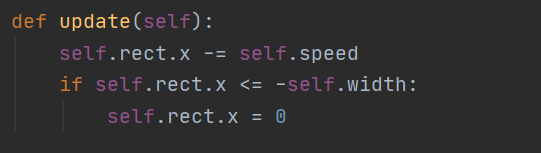 def update(self):
    self.rect.x -= self.speed
    if self.rect.x <= -self.width:
        self.rect.x = 0